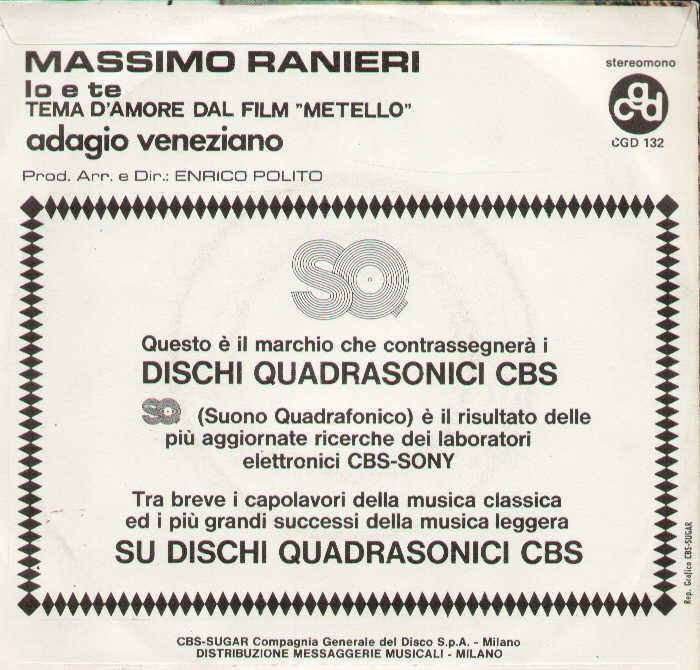 MASSIMO RANIERI
Io e te
TEMA D'AMORE DAL FILM "METELLO"
adagio veneziano
Prod. Arr. e Dir.: ENRICO POLITO
stereomono
cgd
CGD 132
SQ
Questo è il marchio che contrassegnerà i
DISCHI QUADRASONICI CBS
SQ (Suono Quadrafonico) è il risultato delle
più aggiornate ricerche dei laboratori
elettronici CBS-SONY
Tra breve i capolavori della musica classica
ed i più grandi successi della musica leggera
SU DISCHI QUADRASONICI CBS
Rep. Grafico CBS-SUGAR
CBS-SUGAR Compagnia Generale del Disco S.p.A. - Milano
DISTRIBUZIONE MESSAGGERIE MUSICALI - MILANO